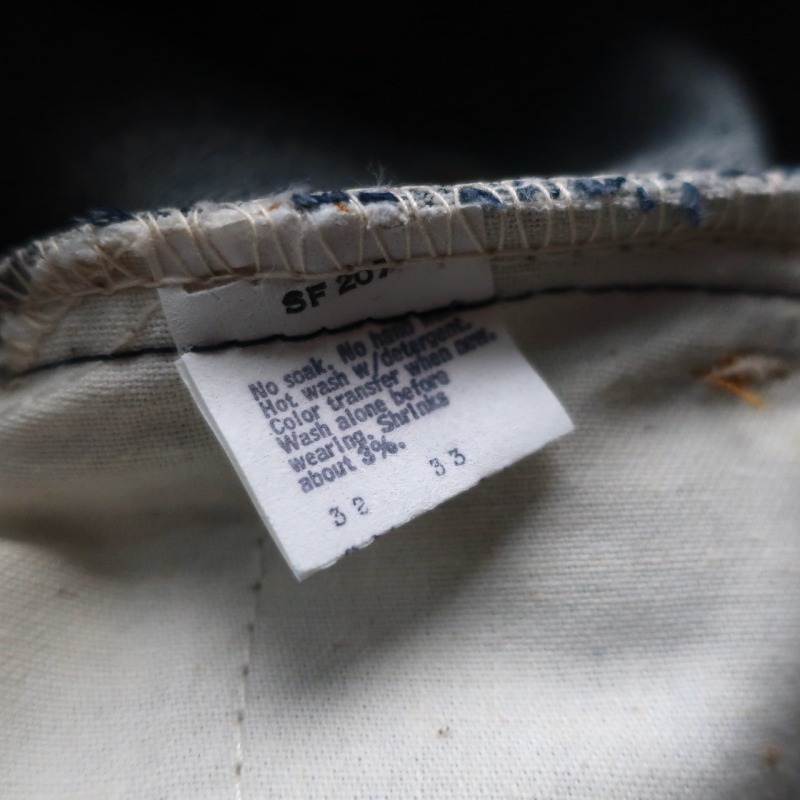 SF 207
No soak. No hand
Hot wash w/detergent.
Color transfer when new.
Wash alone before
wearing. Shrinks
about 3%.
32 33